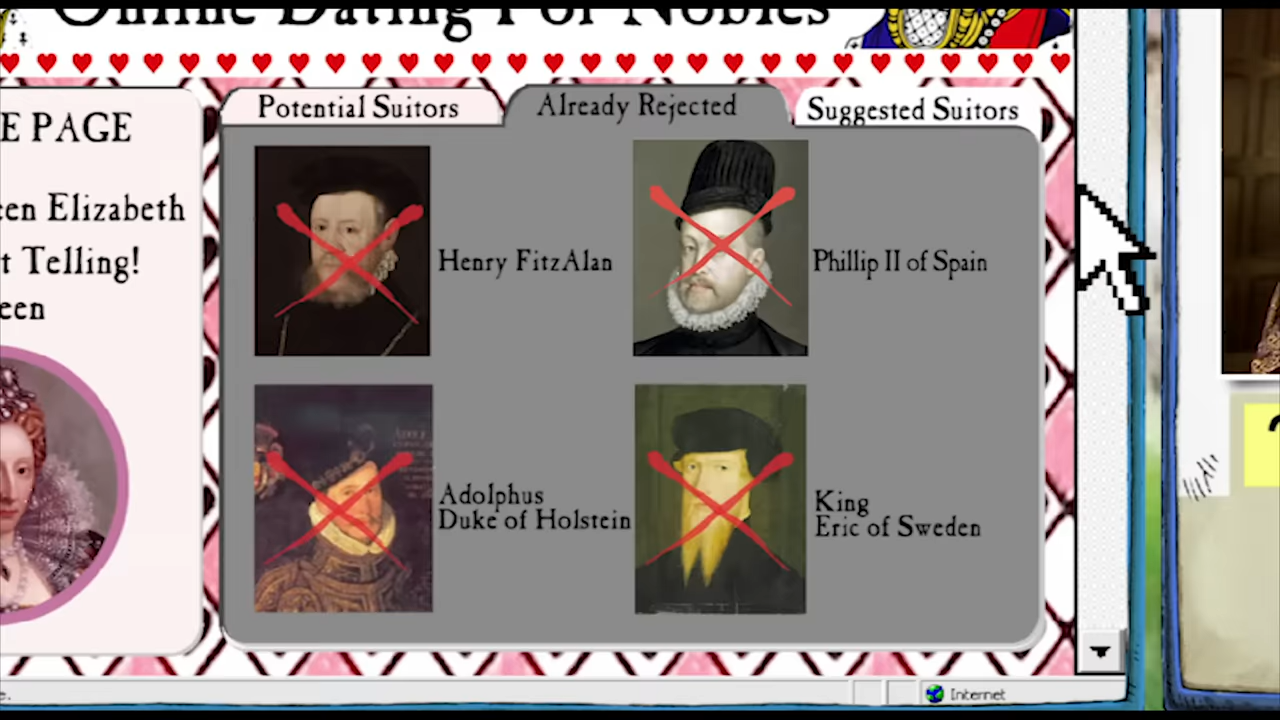 Online Dating For Nobles
Potential Suitors
Already Rejected
Suggested Suitors
E PAGE
een Elizabeth
t Telling!
een
Henry FitzAlan
Phillip II of Spain
Adolphus
Duke of Holstein
King
Eric of Sweden
Internet